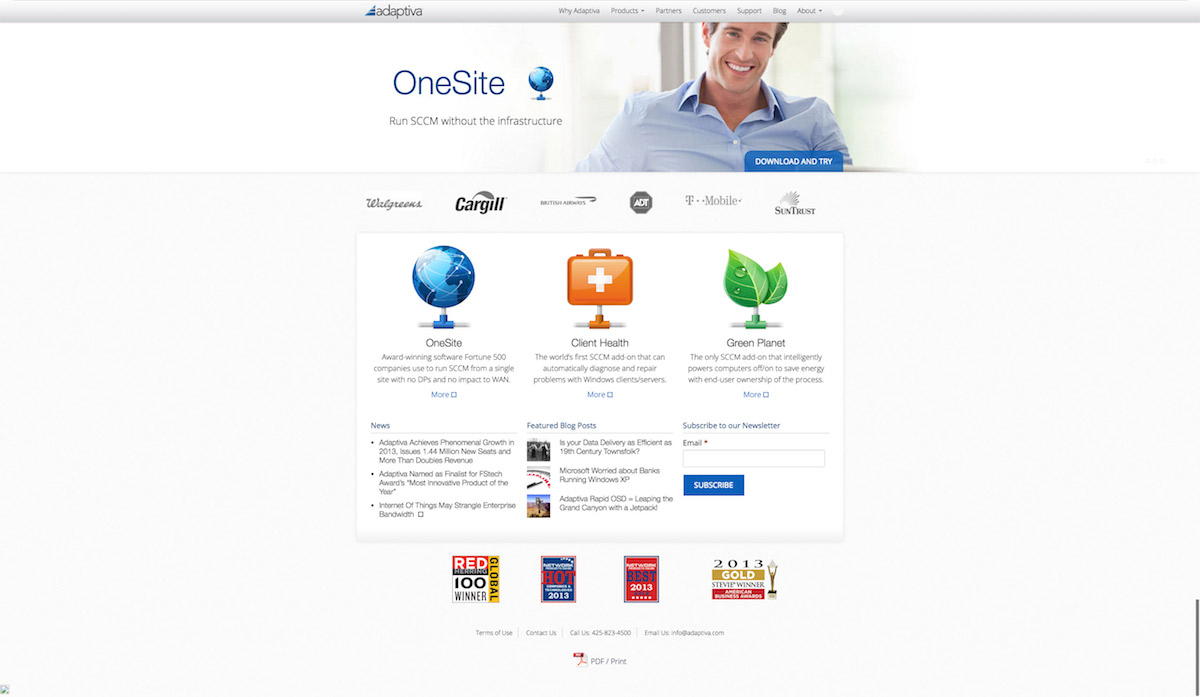 adaptiva
Why Adaptiva Products Partners Customers Support Blog About
OneSite
Run SCCM without the infrastructure
DOWNLOAD AND TRY
Walgreens Cargill BRITISH AIRWAYS ADT T··Mobile· SUNTRUST
OneSite
Award-winning software Fortune 500
companies use to run SCCM from a single
site with no DPs and no impact to WAN.
More
Client Health
The world's first SCCM add-on that can
automatically diagnose and repair
problems with Windows clients/servers.
More
Green Planet
The only SCCM add-on that intelligently
powers computers off/on to save energy
with end-user ownership of the process.
More
News
Adaptiva Achieves Phenomenal Growth in
2013, Issues 1.44 Million New Seats and
More Than Doubles Revenue
Adaptiva Named as Finalist for FStech
Award's "Most Innovative Product of the
Year"
Internet Of Things May Strangle Enterprise
Bandwidth
Featured Blog Posts
Is your Data Delivery as Efficient as
19th Century Townsfolk?
Microsoft Worried about Banks
Running Windows XP
Adaptiva Rapid OSD = Leaping the
Grand Canyon with a Jetpack!
Subscribe to our Newsletter
Email *
SUBSCRIBE
RED
HERRING
100
WINNER
GLOBAL
NETWORK
HOT
COMPANIES &
TECHNOLOGIES
2013
NETWORK
BEST
2013
2013
GOLD
STEVIE WINNER
AMERICAN
BUSINESS AWARDS
Terms of Use Contact Us Call Us: 425-823-4500 Email Us: info@adaptiva.com
PDF / Print